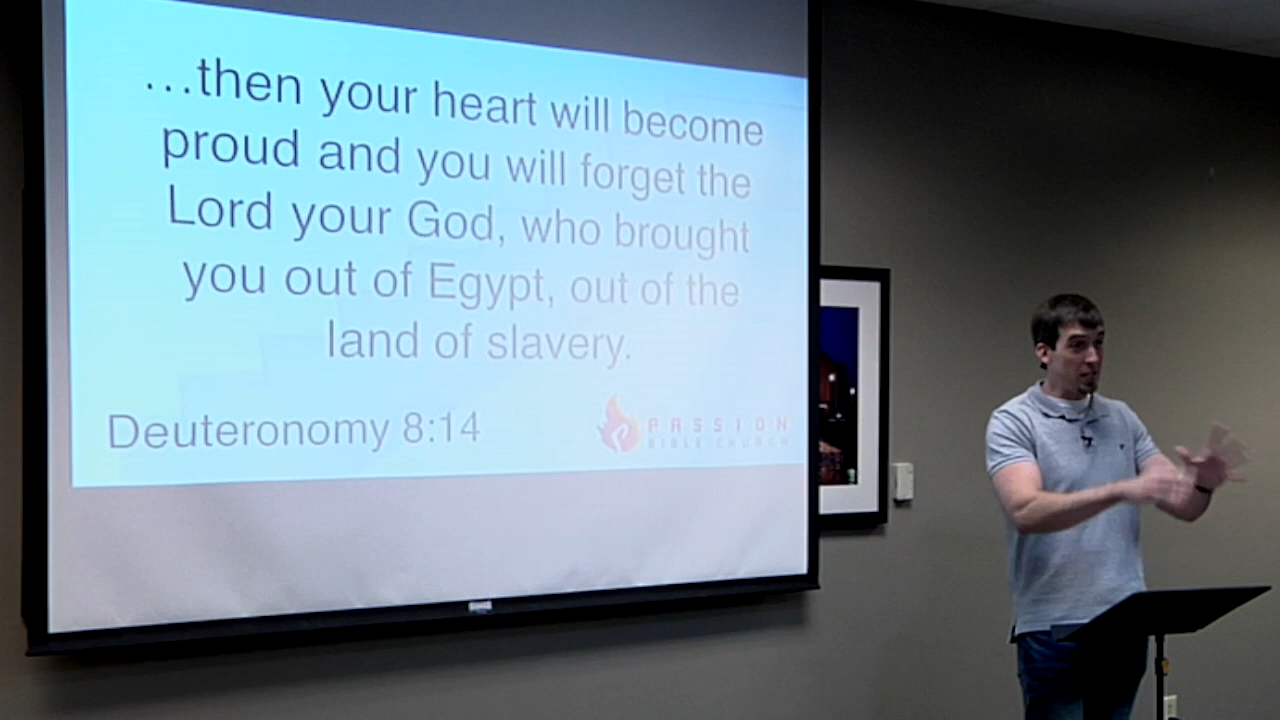 ...then your heart will become
proud and you will forget the
Lord your God, who brought
you out of Egypt, out of the
land of slavery.
Deuteronomy 8:14
PASSION
BIBLE CHURCH